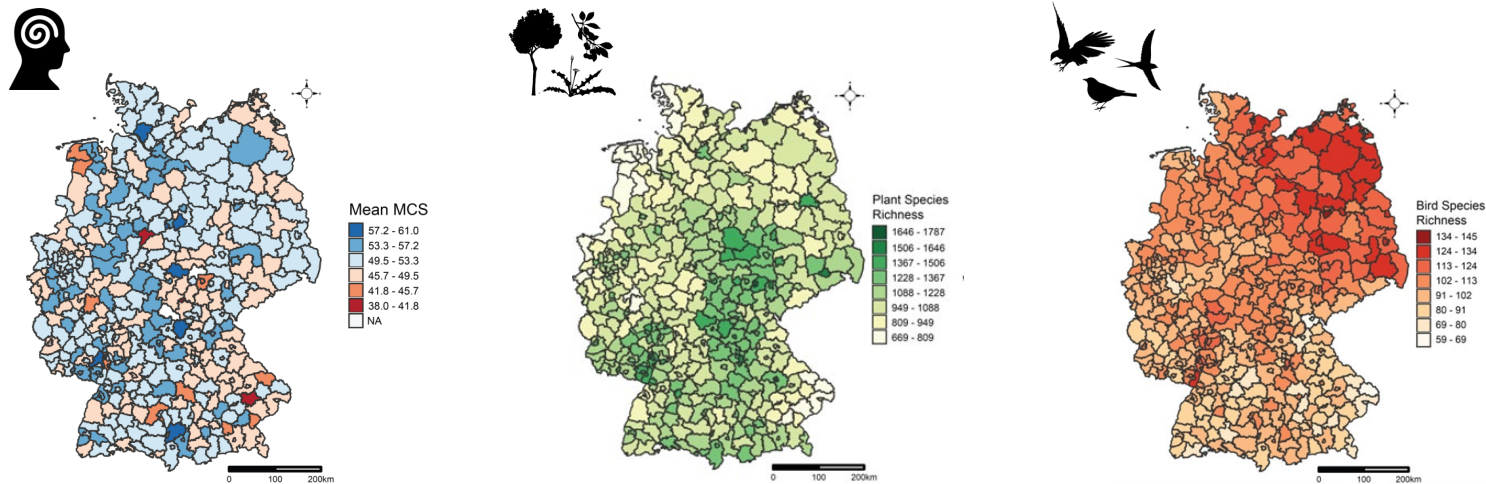 Mean MCS
57.2 - 61.0
53.3 - 57.2
49.5 - 53.3
45.7 - 49.5
41.8 - 45.7
38.0 - 41.8
NA
0 100 200km
Plant Species
Richness
1646 - 1787
1506 - 1646
1367 - 1506
1228 - 1367
1088 - 1228
949 - 1088
809 - 949
669 - 809
0 100 200km
Bird Species
Richness
134 - 145
124 - 134
113 - 124
102 - 113
91 - 102
80 - 91
69 - 80
59 - 69
0 100 200km